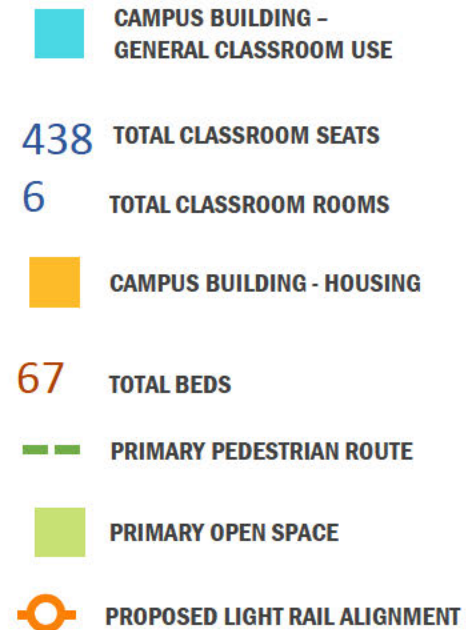 CAMPUS BUILDING –
GENERAL CLASSROOM USE
438 TOTAL CLASSROOM SEATS
6 TOTAL CLASSROOM ROOMS
CAMPUS BUILDING - HOUSING
67 TOTAL BEDS
PRIMARY PEDESTRIAN ROUTE
PRIMARY OPEN SPACE
PROPOSED LIGHT RAIL ALIGNMENT